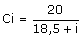 Ci = 20 / 18,5 + i